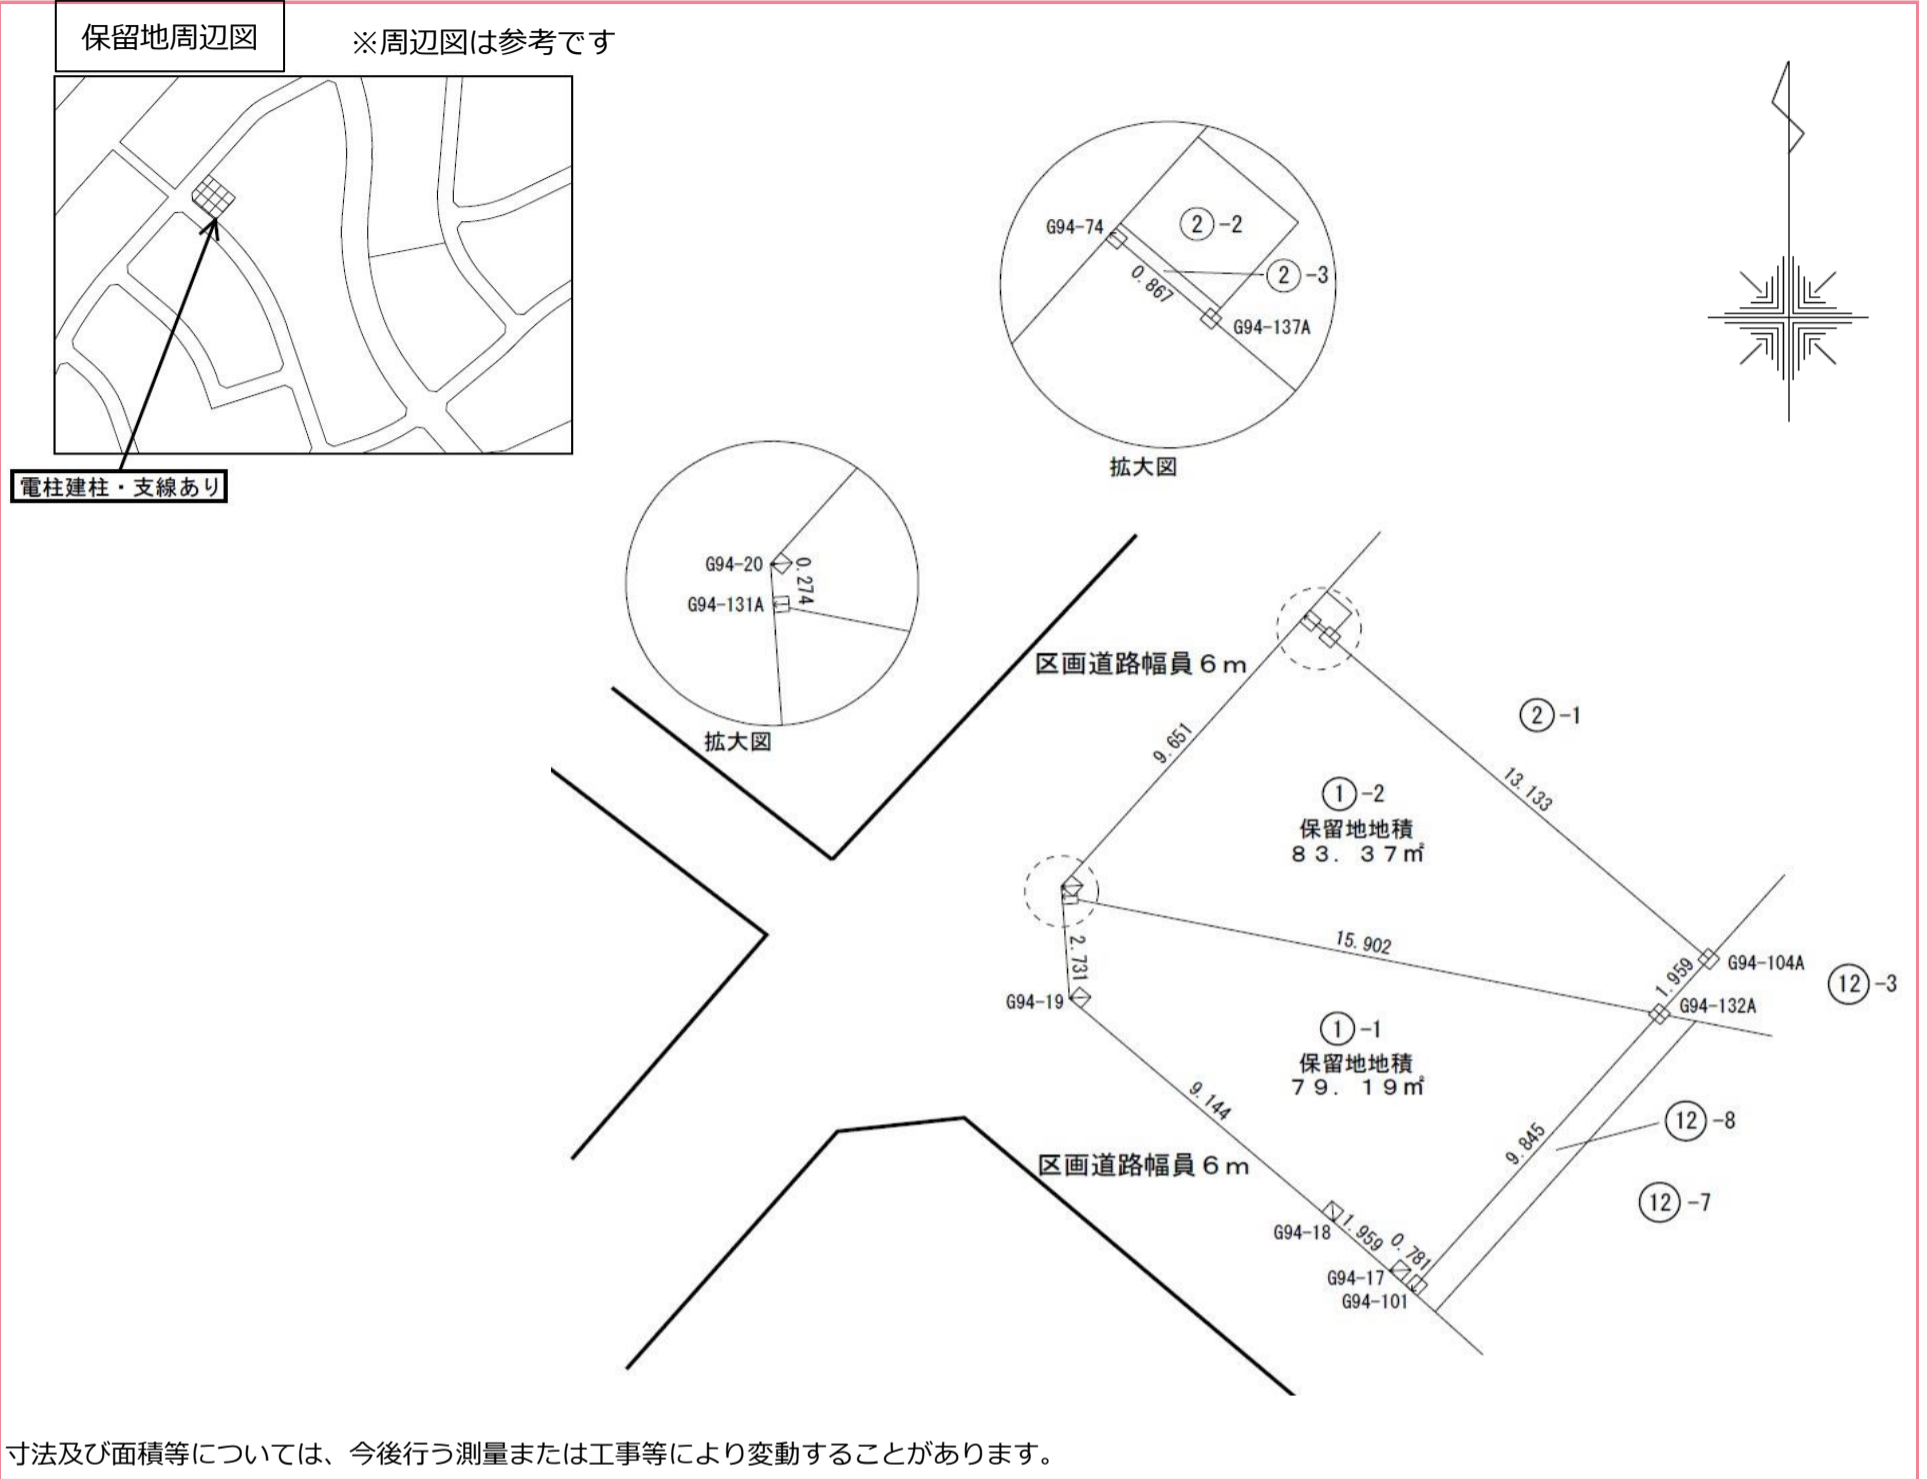 保留地周辺図
※周辺図は参考です
電柱建柱・支線あり
G94-74
②-2
②-3
0.867
G94-137A
拡大図
G94-20
0.274
G94-131A
拡大図
区画道路幅員６ｍ
9.651
②-1
13.133
①-2
保留地地積
８３．３７㎡
15.902
2.731
G94-19
1.959
G94-104A
⑫-3
G94-132A
①-1
保留地地積
７９．１９㎡
9.144
9.845
⑫-8
区画道路幅員６ｍ
⑫-7
G94-18
1.959
0.781
G94-17
G94-101
寸法及び面積等については、今後行う測量または工事等により変動することがあります。